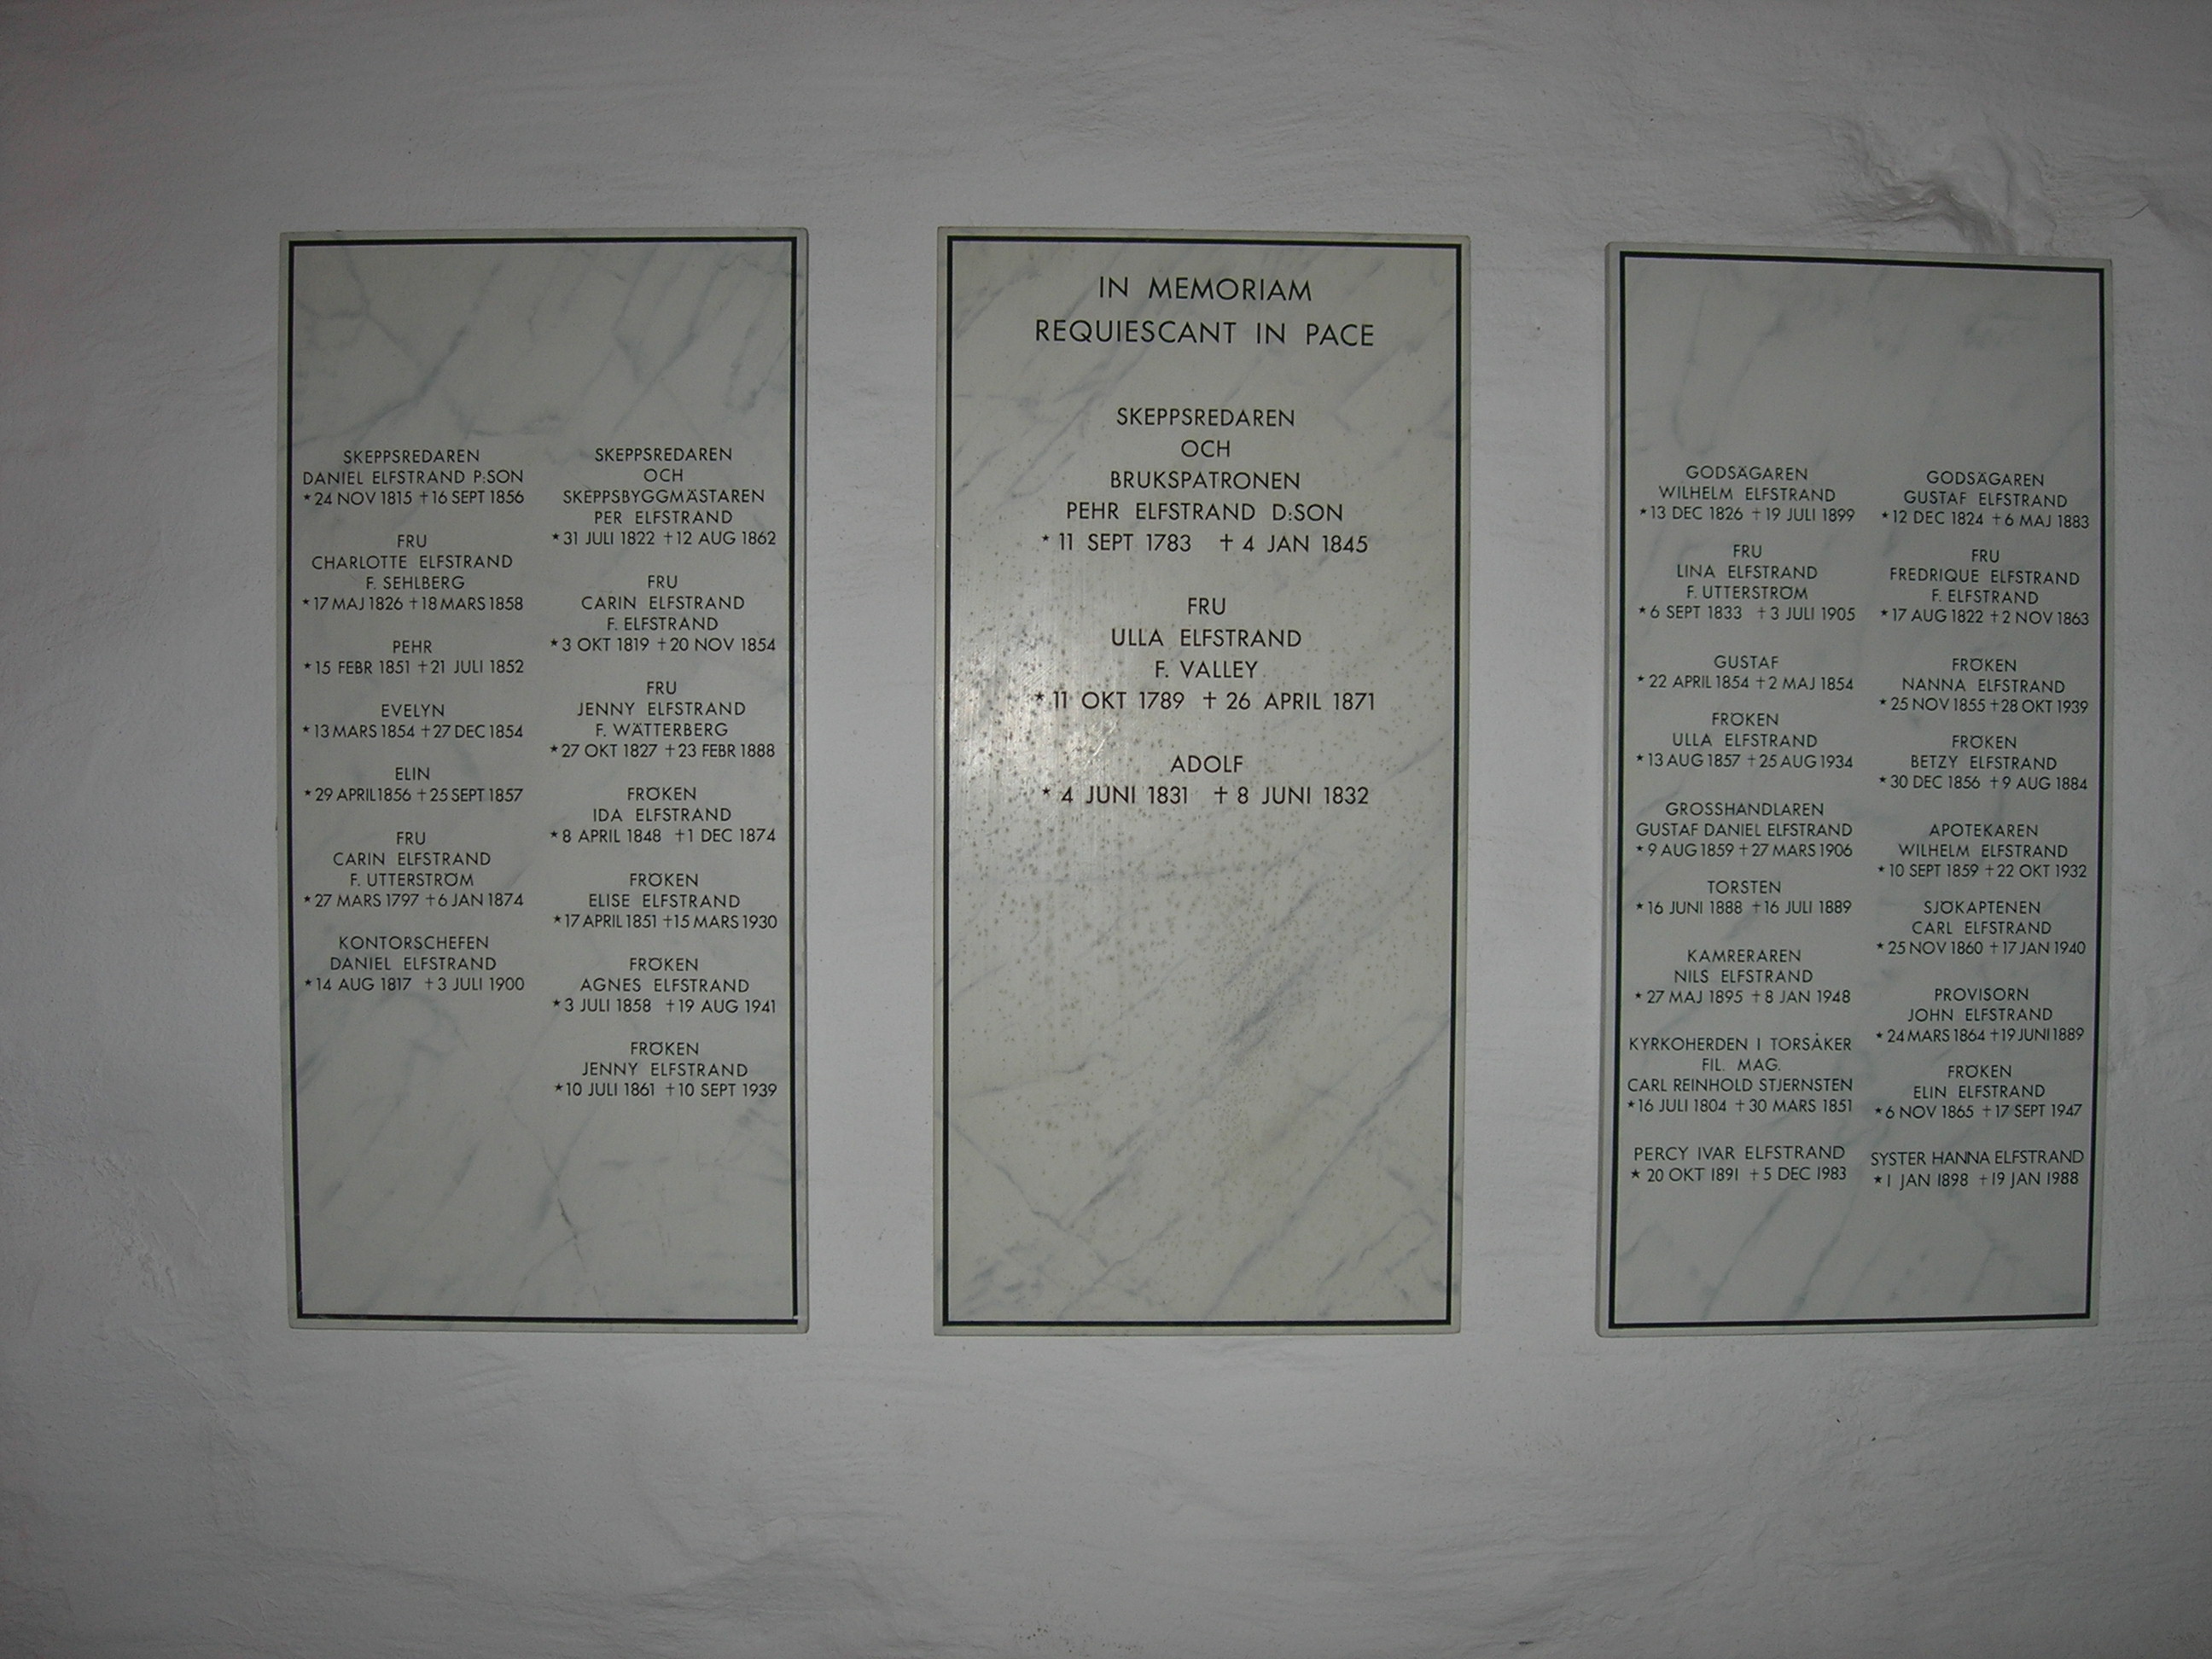 SKEPPSREDAREN
DANIEL ELFSTRAND P:SON
*24 NOV 1815 †16 SEPT 1856
FRU
CHARLOTTE ELFSTRAND
F. SEHLBERG
*17 MAJ 1826 †18 MARS 1858
PEHR
*15 FEBR 1851 †21 JULI 1852
EVELYN
*13 MARS 1854 †27 DEC 1854
ELIN
*29 APRIL 1856 †25 SEPT 1857
FRU
CARIN ELFSTRAND
F. UTTERSTRÖM
*27 MARS 1797 †6 JAN 1874
KONTORSCHEFEN
DANIEL ELFSTRAND
*14 AUG 1817 †3 JULI 1900
SKEPPSREDAREN
OCH
SKEPPSBYGGMÄSTAREN
PER ELFSTRAND
*31 JULI 1822 †12 AUG 1862
FRU
CARIN ELFSTRAND
F. ELFSTRAND
*3 OKT 1819 †20 NOV 1854
FRU
JENNY ELFSTRAND
F. WÄTTERBERG
*27 OKT 1827 †23 FEBR 1888
FRÖKEN
IDA ELFSTRAND
*8 APRIL 1848 †1 DEC 1874
FRÖKEN
ELISE ELFSTRAND
*17 APRIL 1851 †15 MARS 1930
FRÖKEN
AGNES ELFSTRAND
*3 JULI 1858 †19 AUG 1941
FRÖKEN
JENNY ELFSTRAND
*10 JULI 1861 †10 SEPT 1939
IN MEMORIAM
REQUIESCANT IN PACE
SKEPPSREDAREN
OCH
BRUKSPATRONEN
PEHR ELFSTRAND D:SON
*11 SEPT 1783 †4 JAN 1845
FRU
ULLA ELFSTRAND
F. VALLEY
*11 OKT 1789 †26 APRIL 1871
ADOLF
*4 JUNI 1831 †8 JUNI 1832
GODSÄGAREN
WILHELM ELFSTRAND
*13 DEC 1826 †19 JULI 1899
FRU
LINA ELFSTRAND
F. UTTERSTRÖM
*6 SEPT 1833 †3 JULI 1905
GUSTAF
*22 APRIL 1854 †2 MAJ 1854
FRÖKEN
ULLA ELFSTRAND
*13 AUG 1857 †25 AUG 1934
GROSSHANDLAREN
GUSTAF DANIEL ELFSTRAND
*9 AUG 1859 †27 MARS 1906
TORSTEN
*16 JUNI 1888 †16 JULI 1889
KAMRERAREN
NILS ELFSTRAND
*27 MAJ 1895 †8 JAN 1948
KYRKOHERDEN I TORSÅKER
FIL. MAG.
CARL REINHOLD STJERNSTEN
*16 JULI 1804 †30 MARS 1851
PERCY IVAR ELFSTRAND
*20 OKT 1891 †5 DEC 1983
GODSÄGAREN
GUSTAF ELFSTRAND
*12 DEC 1824 †6 MAJ 1883
FRU
FREDRIQUE ELFSTRAND
F. ELFSTRAND
*17 AUG 1822 †2 NOV 1863
FRÖKEN
NANNA ELFSTRAND
*25 NOV 1855 †28 OKT 1939
FRÖKEN
BETZY ELFSTRAND
*30 DEC 1856 †9 AUG 1884
APOTEKAREN
WILHELM ELFSTRAND
*10 SEPT 1859 †22 OKT 1932
SJÖKAPTENEN
CARL ELFSTRAND
*25 NOV 1860 †17 JAN 1940
PROVISORN
JOHN ELFSTRAND
*24 MARS 1864 †19 JUNI 1889
FRÖKEN
ELIN ELFSTRAND
*6 NOV 1865 †17 SEPT 1947
SYSTER HANNA ELFSTRAND
*1 JAN 1898 †19 JAN 1988